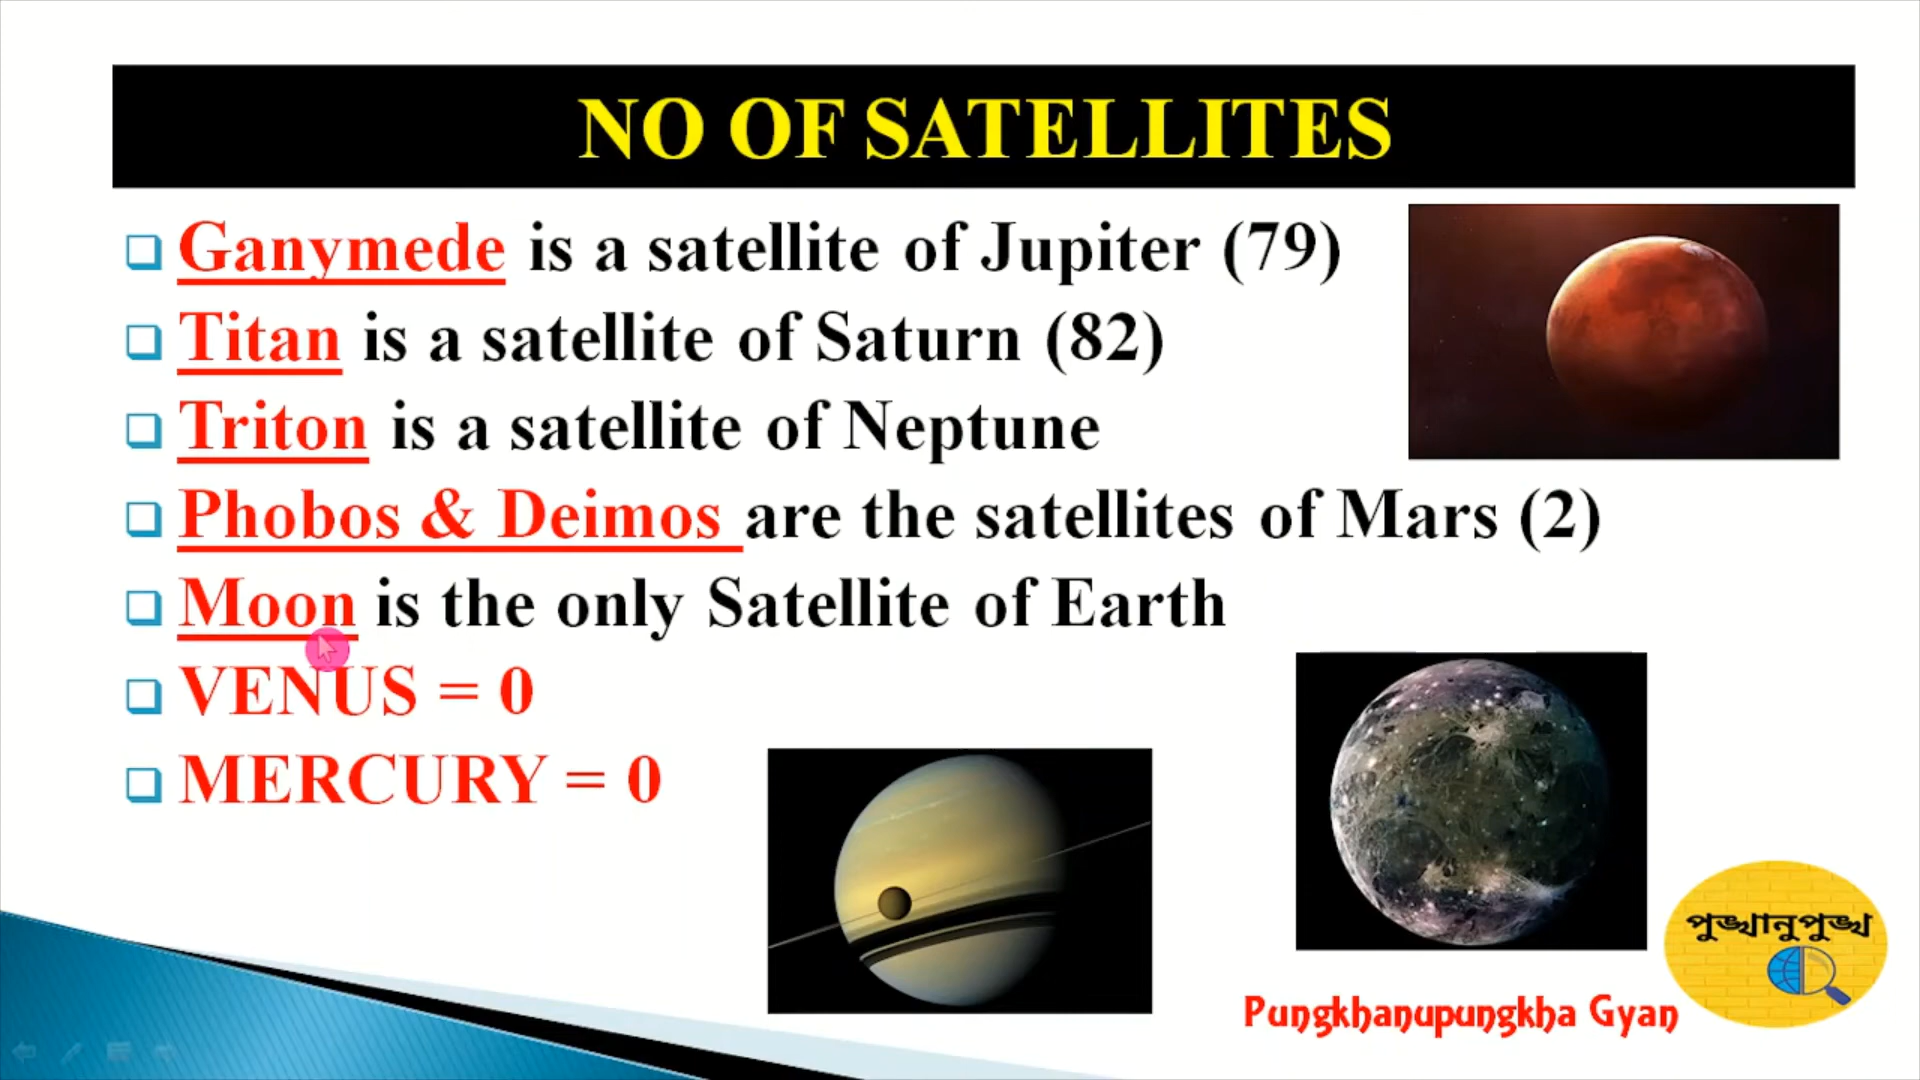 NO OF SATELLITES
Ganymede is a satellite of Jupiter (79)
Titan is a satellite of Saturn (82)
Triton is a satellite of Neptune
Phobos & Deimos are the satellites of Mars (2)
Moon is the only Satellite of Earth
VENUS = 0
MERCURY = 0
পুঙ্খানুপুঙ্খ
Pungkhanupungkha Gyan